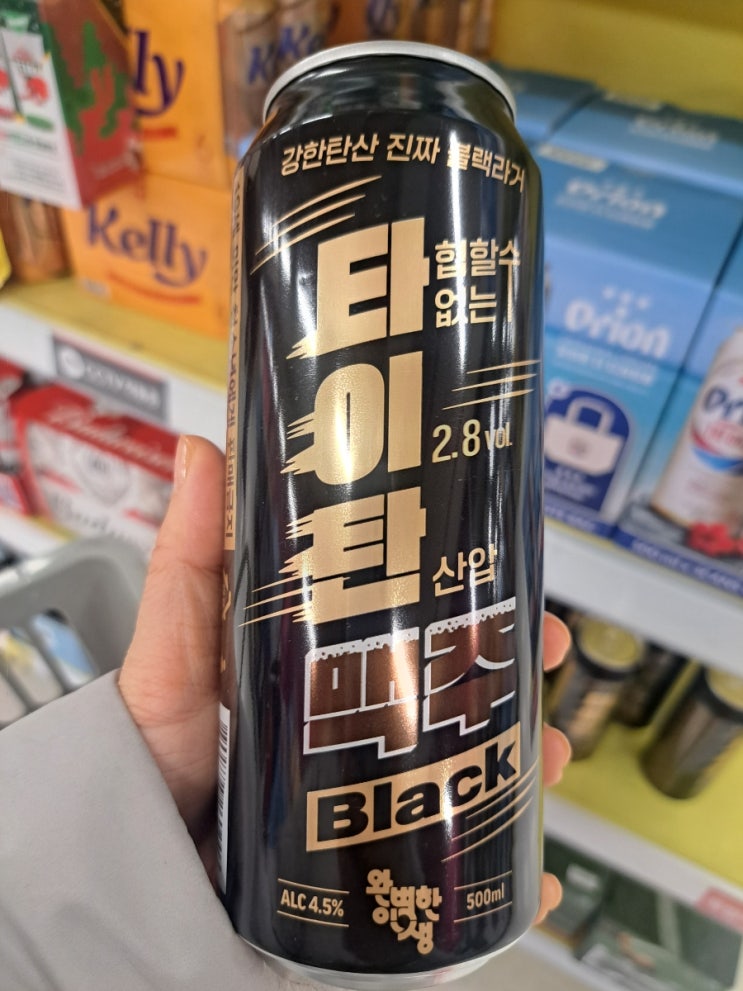 강한탄산 진짜 블랙라거
타이탄
협할수
없는
2.8 vol.
산압
맥주
Black
ALC 4.5%
완벽한
인생
500ml
Kelly
Orion
Budweiser